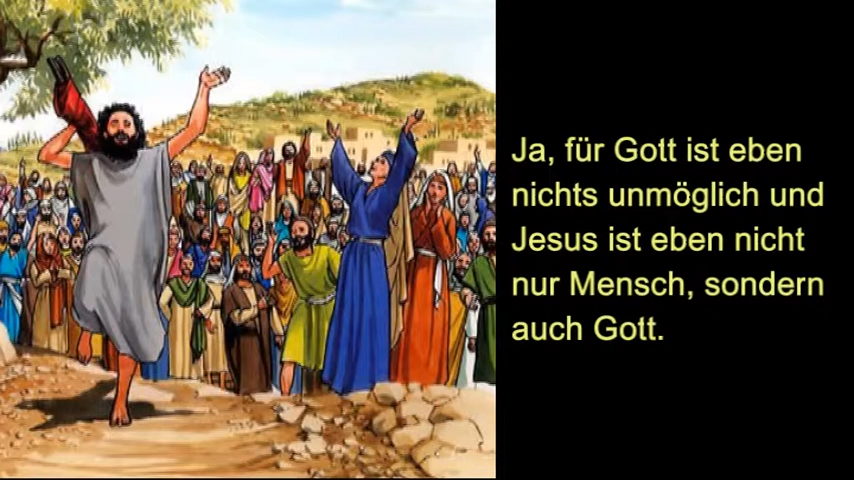 Ja, für Gott ist eben
nichts unmöglich und
Jesus ist eben nicht
nur Mensch, sondern
auch Gott.